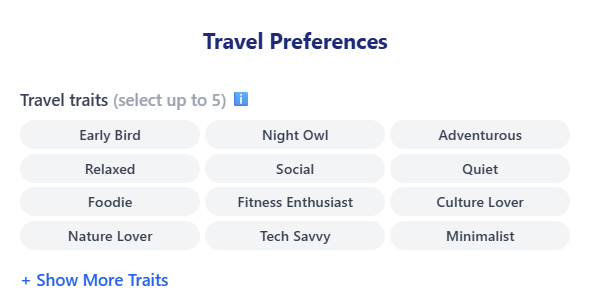 Travel Preferences
Travel traits (select up to 5) ℹ
Early Bird Night Owl Adventurous
Relaxed Social Quiet
Foodie Fitness Enthusiast Culture Lover
Nature Lover Tech Savvy Minimalist
+ Show More Traits